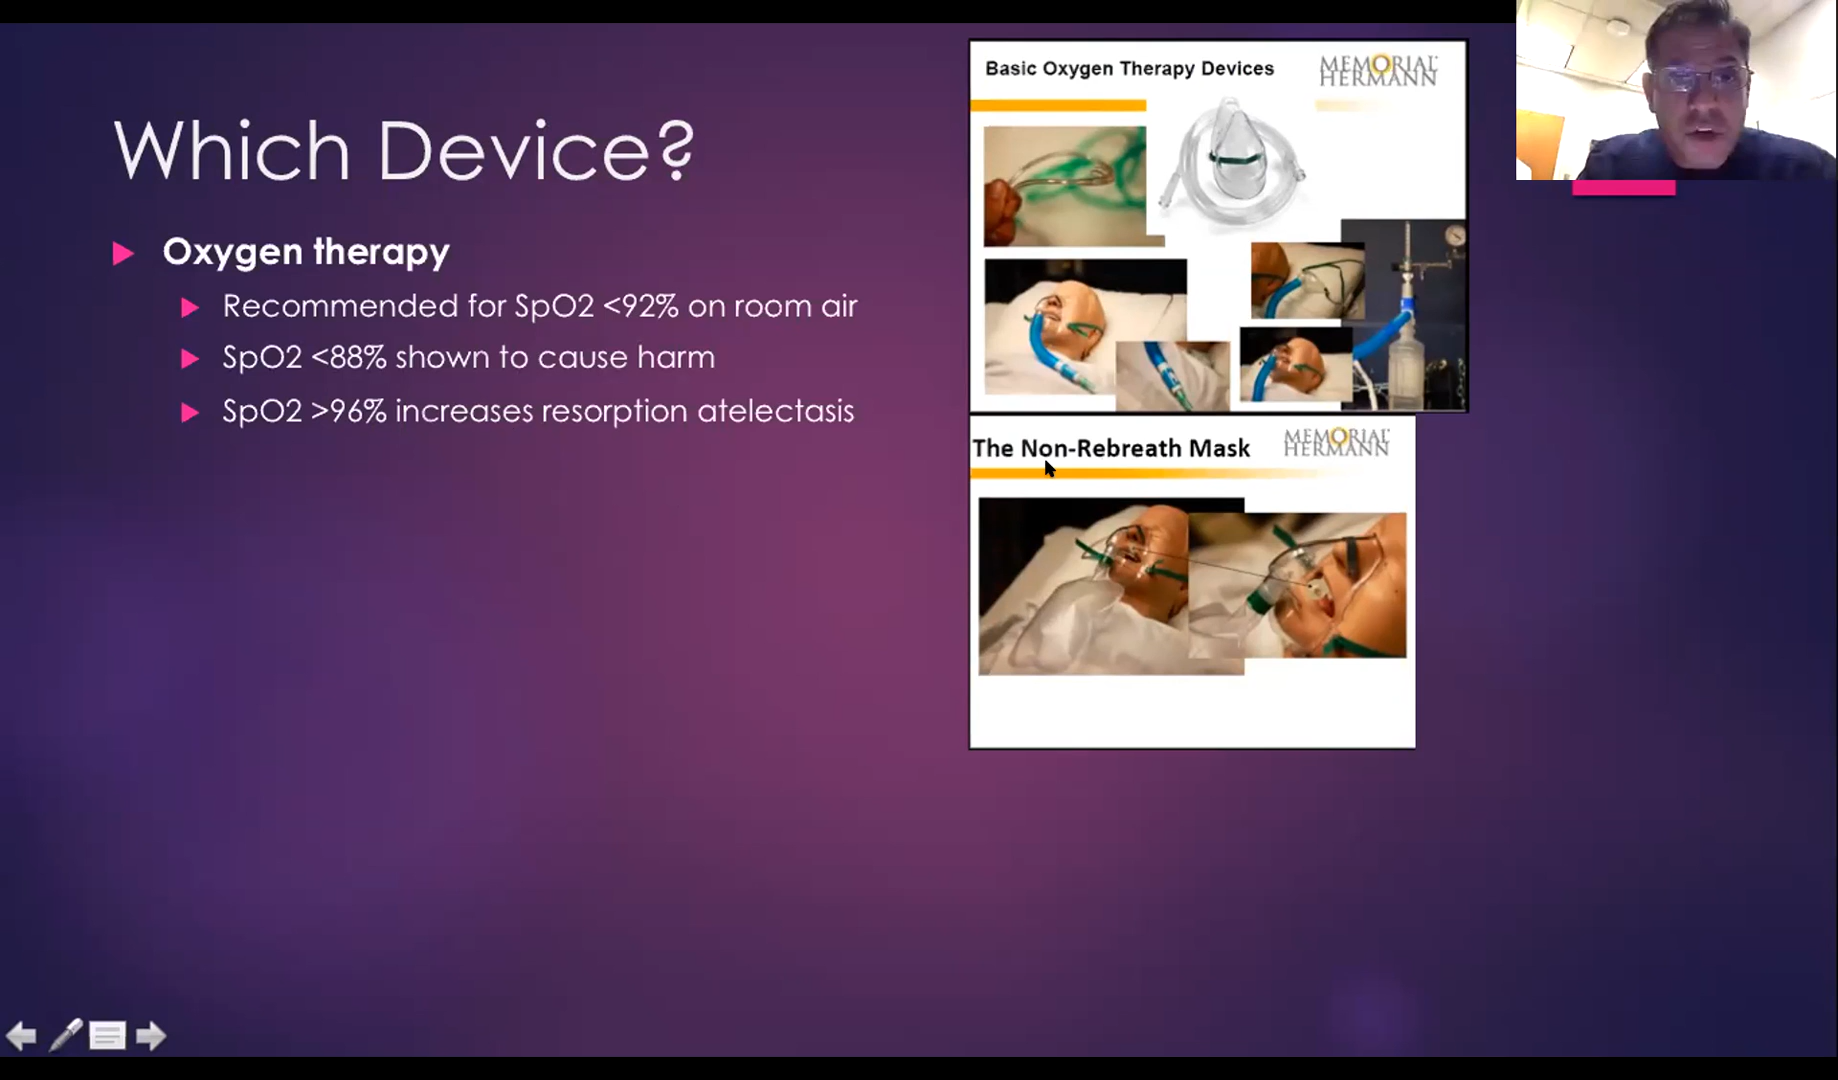 Which Device?
Oxygen therapy
Recommended for SpO2 <92% on room air
SpO2 <88% shown to cause harm
SpO2 >96% increases resorption atelectasis
Basic Oxygen Therapy Devices
MEMORIAL
HERMANN
The Non-Rebreath Mask
MEMORIAL
HERMANN